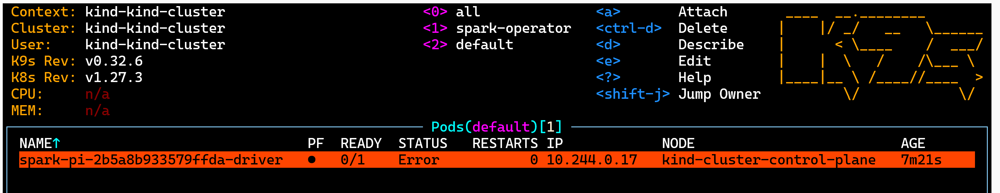 Context: kind-kind-cluster <0> all <a> Attach
Cluster: kind-kind-cluster <1> spark-operator <ctrl-d> Delete
User: kind-kind-cluster <2> default <d> Describe
K9s Rev: v0.32.6 <e> Edit
K8s Rev: v1.27.3 <?> Help
CPU: n/a <shift-j> Jump Owner
MEM: n/a
Pods(default)[1]
NAME↑ PF READY STATUS RESTARTS IP NODE AGE
spark-pi-2b5a8b933579ffda-driver ● 0/1 Error 0 10.244.0.17 kind-cluster-control-plane 7m21s